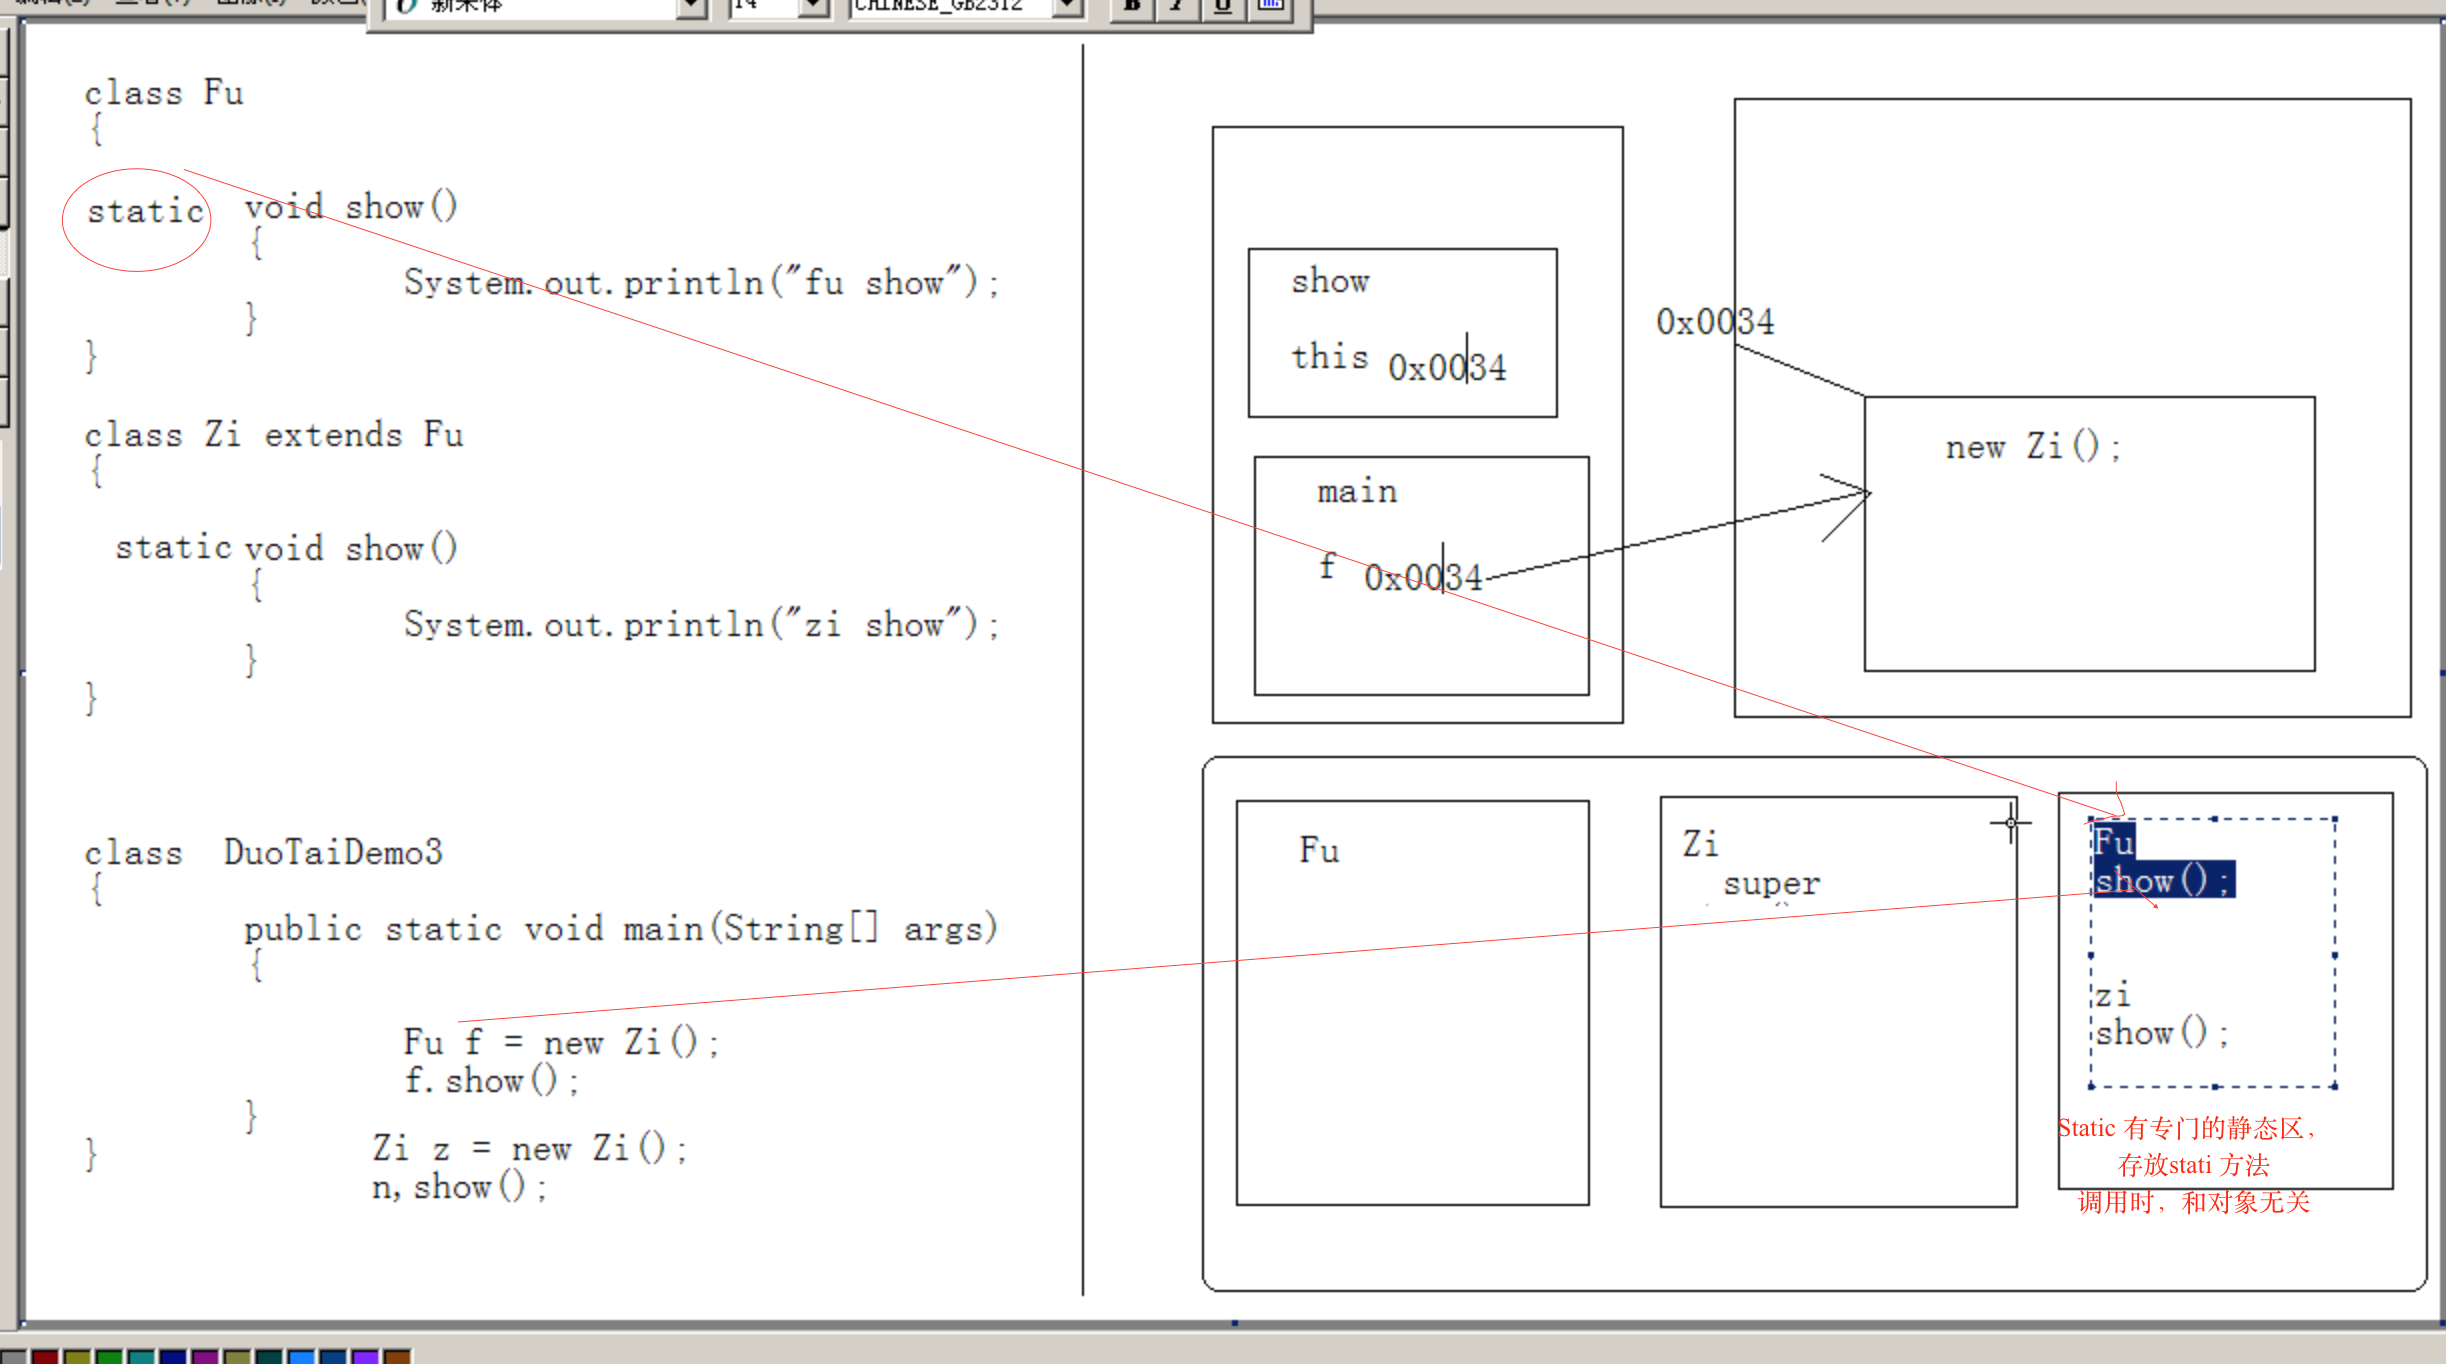 新宋体 14 CHINESE_GB2312 B I U
class Fu
{
static void show()
{
System.out.println("fu show");
}
}
class Zi extends Fu
{
static void show()
{
System.out.println("zi show");
}
}
class DuoTaiDemo3
{
public static void main(String[] args)
{
Fu f = new Zi();
f.show();
}
Zi z = new Zi();
}
n,show();
show
this 0x0034
main
f 0x0034
0x0034
new Zi();
Fu
Zi
super
Fu
show();
zi
show();
Static 有专门的静态区，
存放stati 方法
调用时，和对象无关